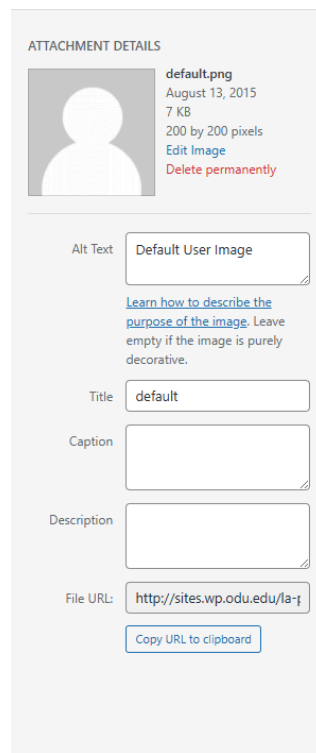 ATTACHMENT DETAILS
default.png
August 13, 2015
7 KB
200 by 200 pixels
Edit Image
Delete permanently
Alt Text
Default User Image
Learn how to describe the
purpose of the image. Leave
empty if the image is purely
decorative.
Title
default
Caption
Description
File URL:
http://sites.wp.odu.edu/la-p
Copy URL to clipboard